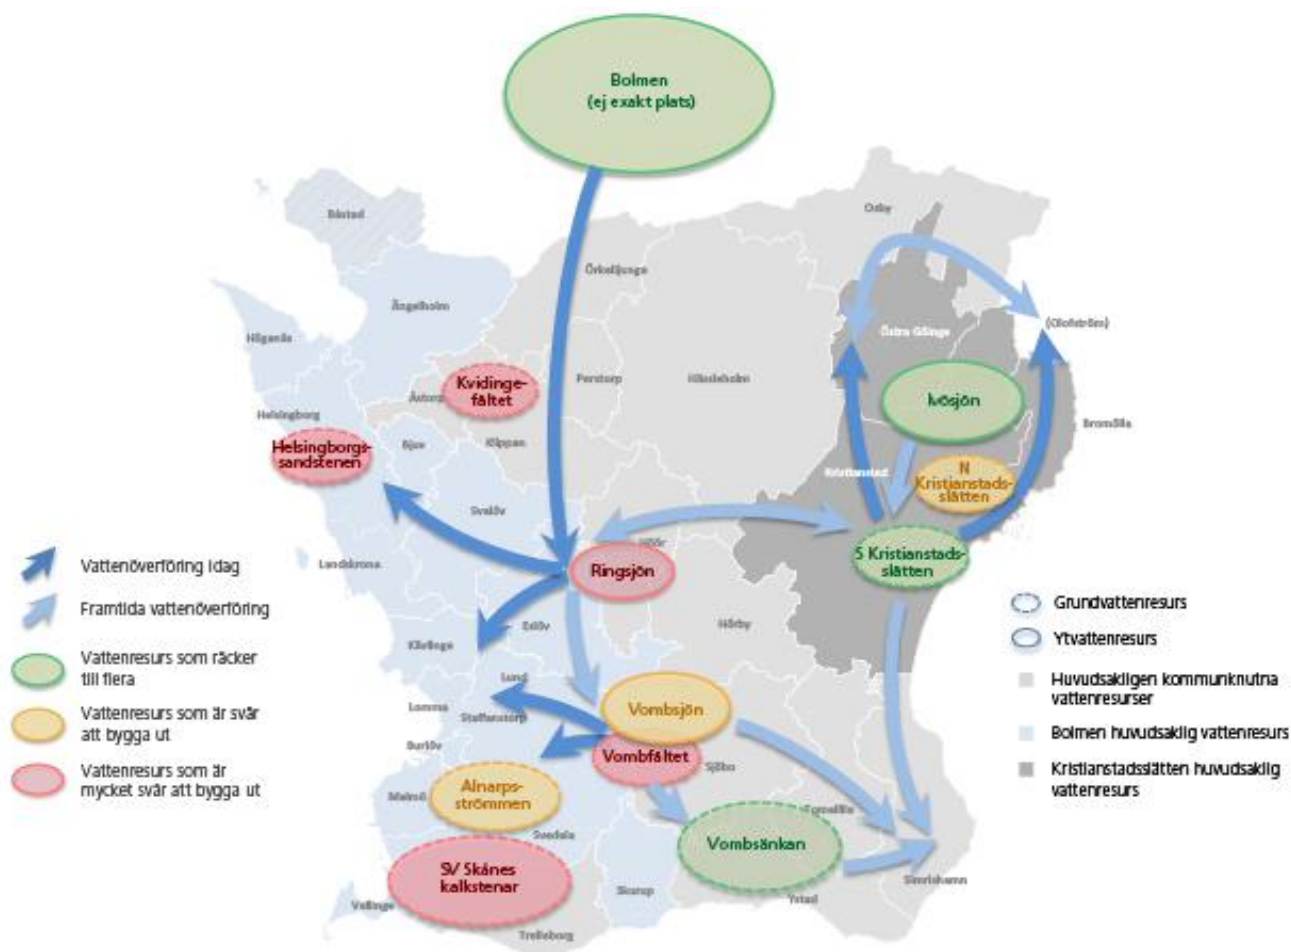 Bolmen
(ej exakt plats)
Båstad
Osby
Örkelljunga
Ängelholm
Höganäs
Östra Göinge
(Olofström)
Kvidinge-
fältet
Åstorp
Perstorp
Hässleholm
Ivösjön
Helsingborg
Bjuv
Klippan
Bromölla
Helsingborgs-
sandstenen
Kristianstad
N
Kristianstads-
slätten
Svalöv
Höör
S Kristianstads-
slätten
Landskrona
Ringsjön
Vattenöverföring idag
Framtida vattenöverföring
Vattenresurs som räcker
till flera
Vattenresurs som är svår
att bygga ut
Vattenresurs som är
mycket svår att bygga ut
Eslöv
Hörby
Kävlinge
Lund
Lomma
Staffanstorp
Vombsjön
Burlöv
Vombfältet
Sjöbo
Malmö
Alnarps-
strömmen
Tomelilla
Svedala
Vombsänkan
SV Skånes
kalkstenar
Skurup
Simrishamn
Vellinge
Ystad
Trelleborg
Grundvattenresurs
Ytvattenresurs
Huvudsakligen kommunknutna
vattenresurser
Bolmen huvudsaklig vattenresurs
Kristianstadsslätten huvudsaklig
vattenresurs